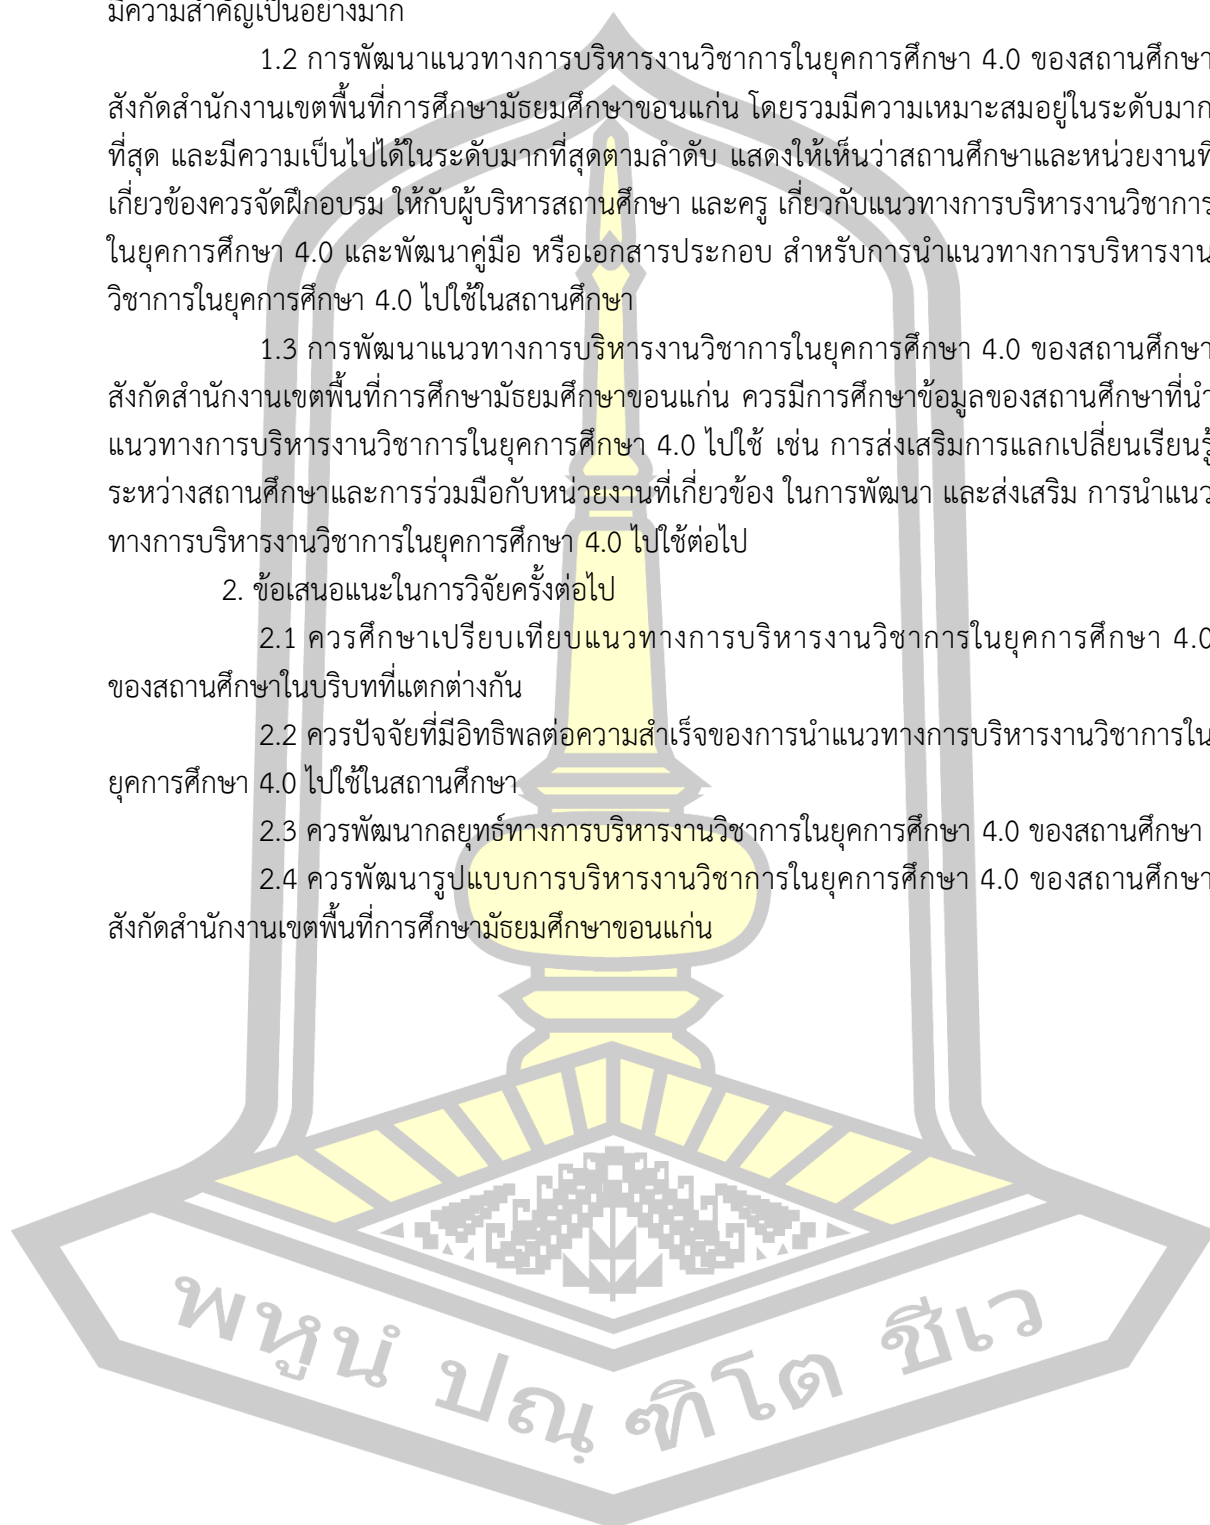 มีความสำคัญเป็นอย่างมาก
1.2 การพัฒนาแนวทางการบริหารงานวิชาการในยุคการศึกษา 4.0 ของสถานศึกษา
สังกัดสำนักงานเขตพื้นที่การศึกษามัธยมศึกษาขอนแก่น โดยรวมมีความเหมาะสมอยู่ในระดับมาก
ที่สุด และมีความเป็นไปได้ในระดับมากที่สุดตามลำดับ แสดงให้เห็นว่าสถานศึกษาและหน่วยงานที่
เกี่ยวข้องควรจัดฝึกอบรม ให้กับผู้บริหารสถานศึกษา และครู เกี่ยวกับแนวทางการบริหารงานวิชาการ
ในยุคการศึกษา 4.0 และพัฒนาคู่มือ หรือเอกสารประกอบ สำหรับการนำแนวทางการบริหารงาน
วิชาการในยุคการศึกษา 4.0 ไปใช้ในสถานศึกษา
1.3 การพัฒนาแนวทางการบริหารงานวิชาการในยุคการศึกษา 4.0 ของสถานศึกษา
สังกัดสำนักงานเขตพื้นที่การศึกษามัธยมศึกษาขอนแก่น ควรมีการศึกษาข้อมูลของสถานศึกษาที่นำ
แนวทางการบริหารงานวิชาการในยุคการศึกษา 4.0 ไปใช้ เช่น การส่งเสริมการแลกเปลี่ยนเรียนรู้
ระหว่างสถานศึกษาและการร่วมมือกับหน่วยงานที่เกี่ยวข้อง ในการพัฒนา และส่งเสริม การนำแนว
ทางการบริหารงานวิชาการในยุคการศึกษา 4.0 ไปใช้ต่อไป
2. ข้อเสนอแนะในการวิจัยครั้งต่อไป
2.1 ควรศึกษาเปรียบเทียบแนวทางการบริหารงานวิชาการในยุคการศึกษา 4.0
ของสถานศึกษาในบริบทที่แตกต่างกัน
2.2 ควรปัจจัยที่มีอิทธิพลต่อความสำเร็จของการนำแนวทางการบริหารงานวิชาการใน
ยุคการศึกษา 4.0 ไปใช้ในสถานศึกษา
2.3 ควรพัฒนากลยุทธ์ทางการบริหารงานวิชาการในยุคการศึกษา 4.0 ของสถานศึกษา
2.4 ควรพัฒนารูปแบบการบริหารงานวิชาการในยุคการศึกษา 4.0 ของสถานศึกษา
สังกัดสำนักงานเขตพื้นที่การศึกษามัธยมศึกษาขอนแก่น
พหูนํ ปณฺฑิโต ชีเว